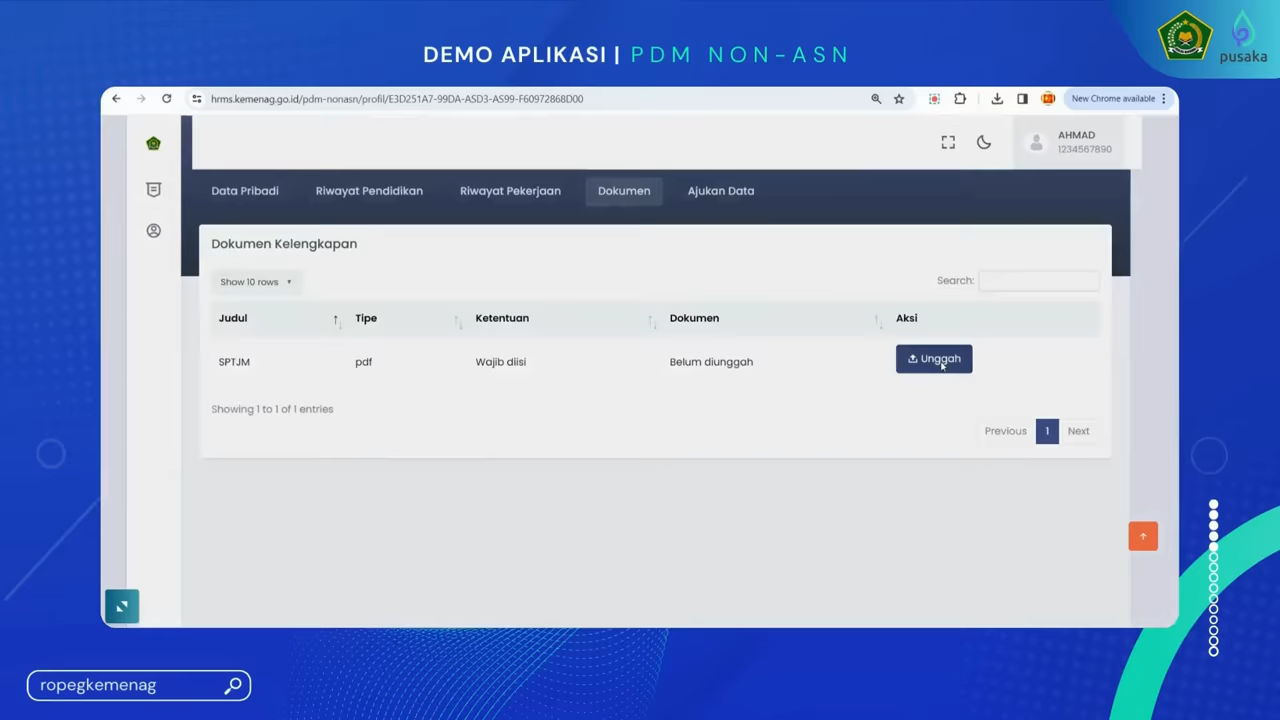 DEMO APLIKASI | PDM NON-ASN
pusaka
hrms.kemenag.go.id/pdm-nonasn/profil/E3D251A7-99DA-A5D3-A599-F60972868D00
New Chrome available
AHMAD
1234567890
Data Pribadi Riwayat Pendidikan Riwayat Pekerjaan Dokumen Ajukan Data
Dokumen Kelengkapan
Show 10 rows
Search:
Judul Tipe Ketentuan Dokumen Aksi
SPTJM pdf Wajib diisi Belum diunggah Unggah
Showing 1 to 1 of 1 entries
Previous 1 Next
ropegkemenag